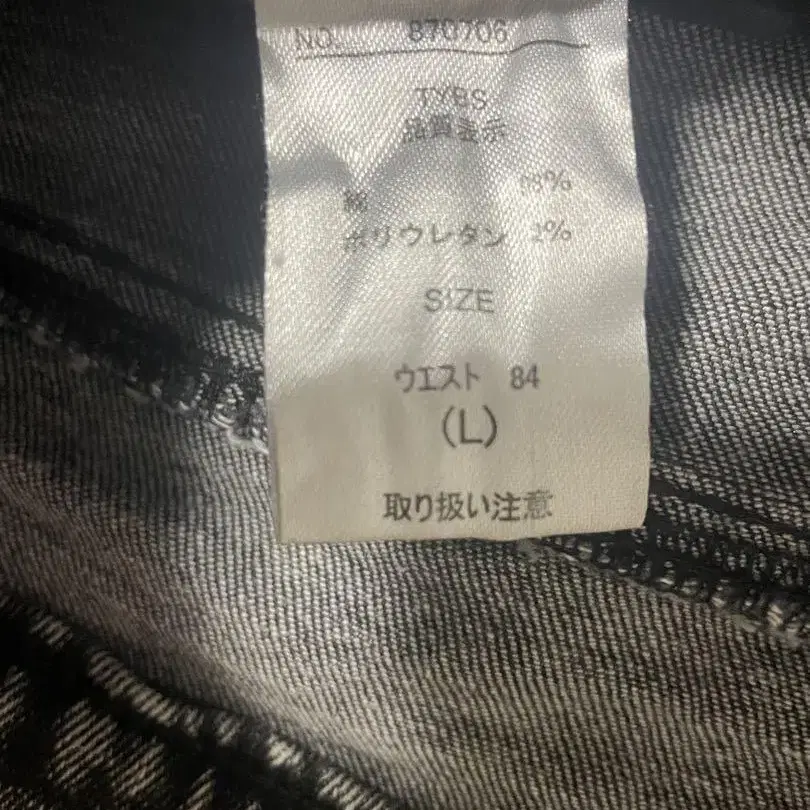 NO. 870706
TYBS
品質表示
綿 98%
ポリウレタン 2%
SIZE
ウエスト 84
(L)
取り扱い注意